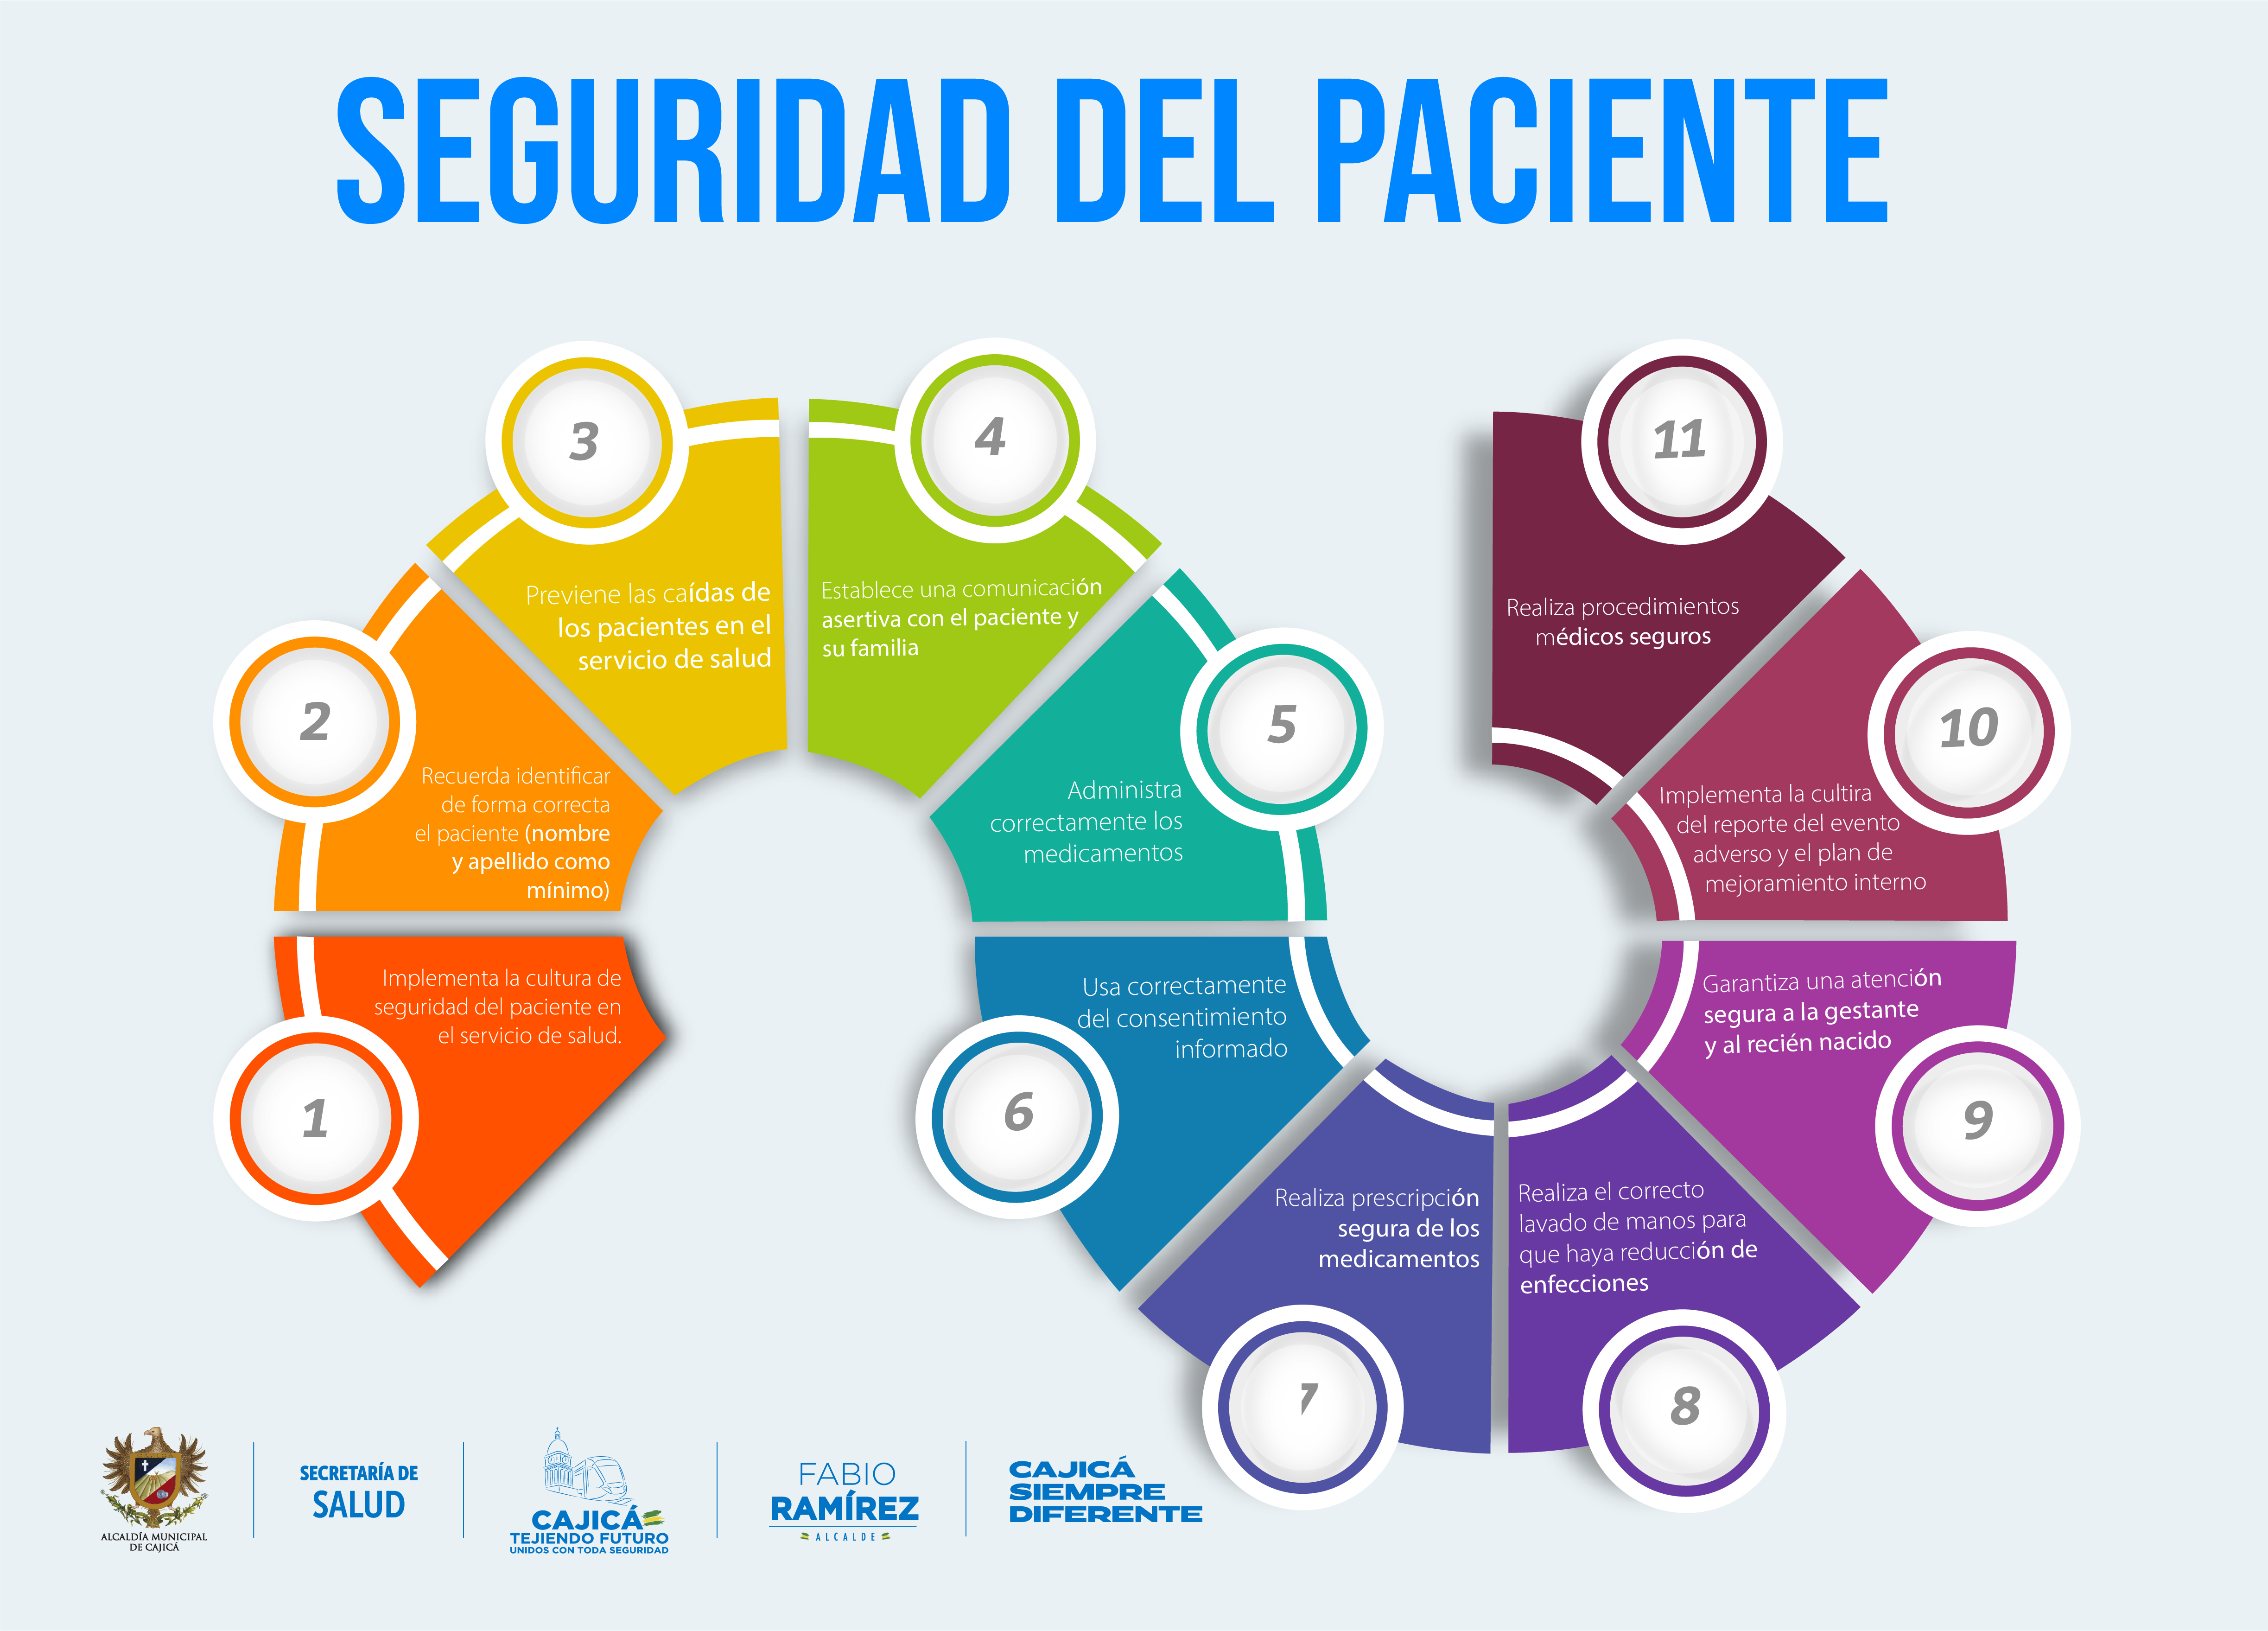 SEGURIDAD DEL PACIENTE
1
Implementa la cultura de
seguridad del paciente en
el servicio de salud.
2
Recuerda identificar
de forma correcta
el paciente (nombre
y apellido como
mínimo)
3
Previene las caídas de
los pacientes en el
servicio de salud
4
Establece una comunicación
asertiva con el paciente y
su familia
5
Administra
correctamente los
medicamentos
6
Usa correctamente
del consentimiento
informado
7
Realiza prescripción
segura de los
medicamentos
8
Realiza el correcto
lavado de manos para
que haya reducción de
enfecciones
9
Garantiza una atención
segura a la gestante
y al recién nacido
10
Implementa la cultira
del reporte del evento
adverso y el plan de
mejoramiento interno
11
Realiza procedimientos
médicos seguros
ALCALDÍA MUNICIPAL
DE CAJICÁ
SECRETARÍA DE
SALUD
CAJICÁ
TEJIENDO FUTURO
UNIDOS CON TODA SEGURIDAD
FABIO
RAMÍREZ
ALCALDE
CAJICÁ
SIEMPRE
DIFERENTE